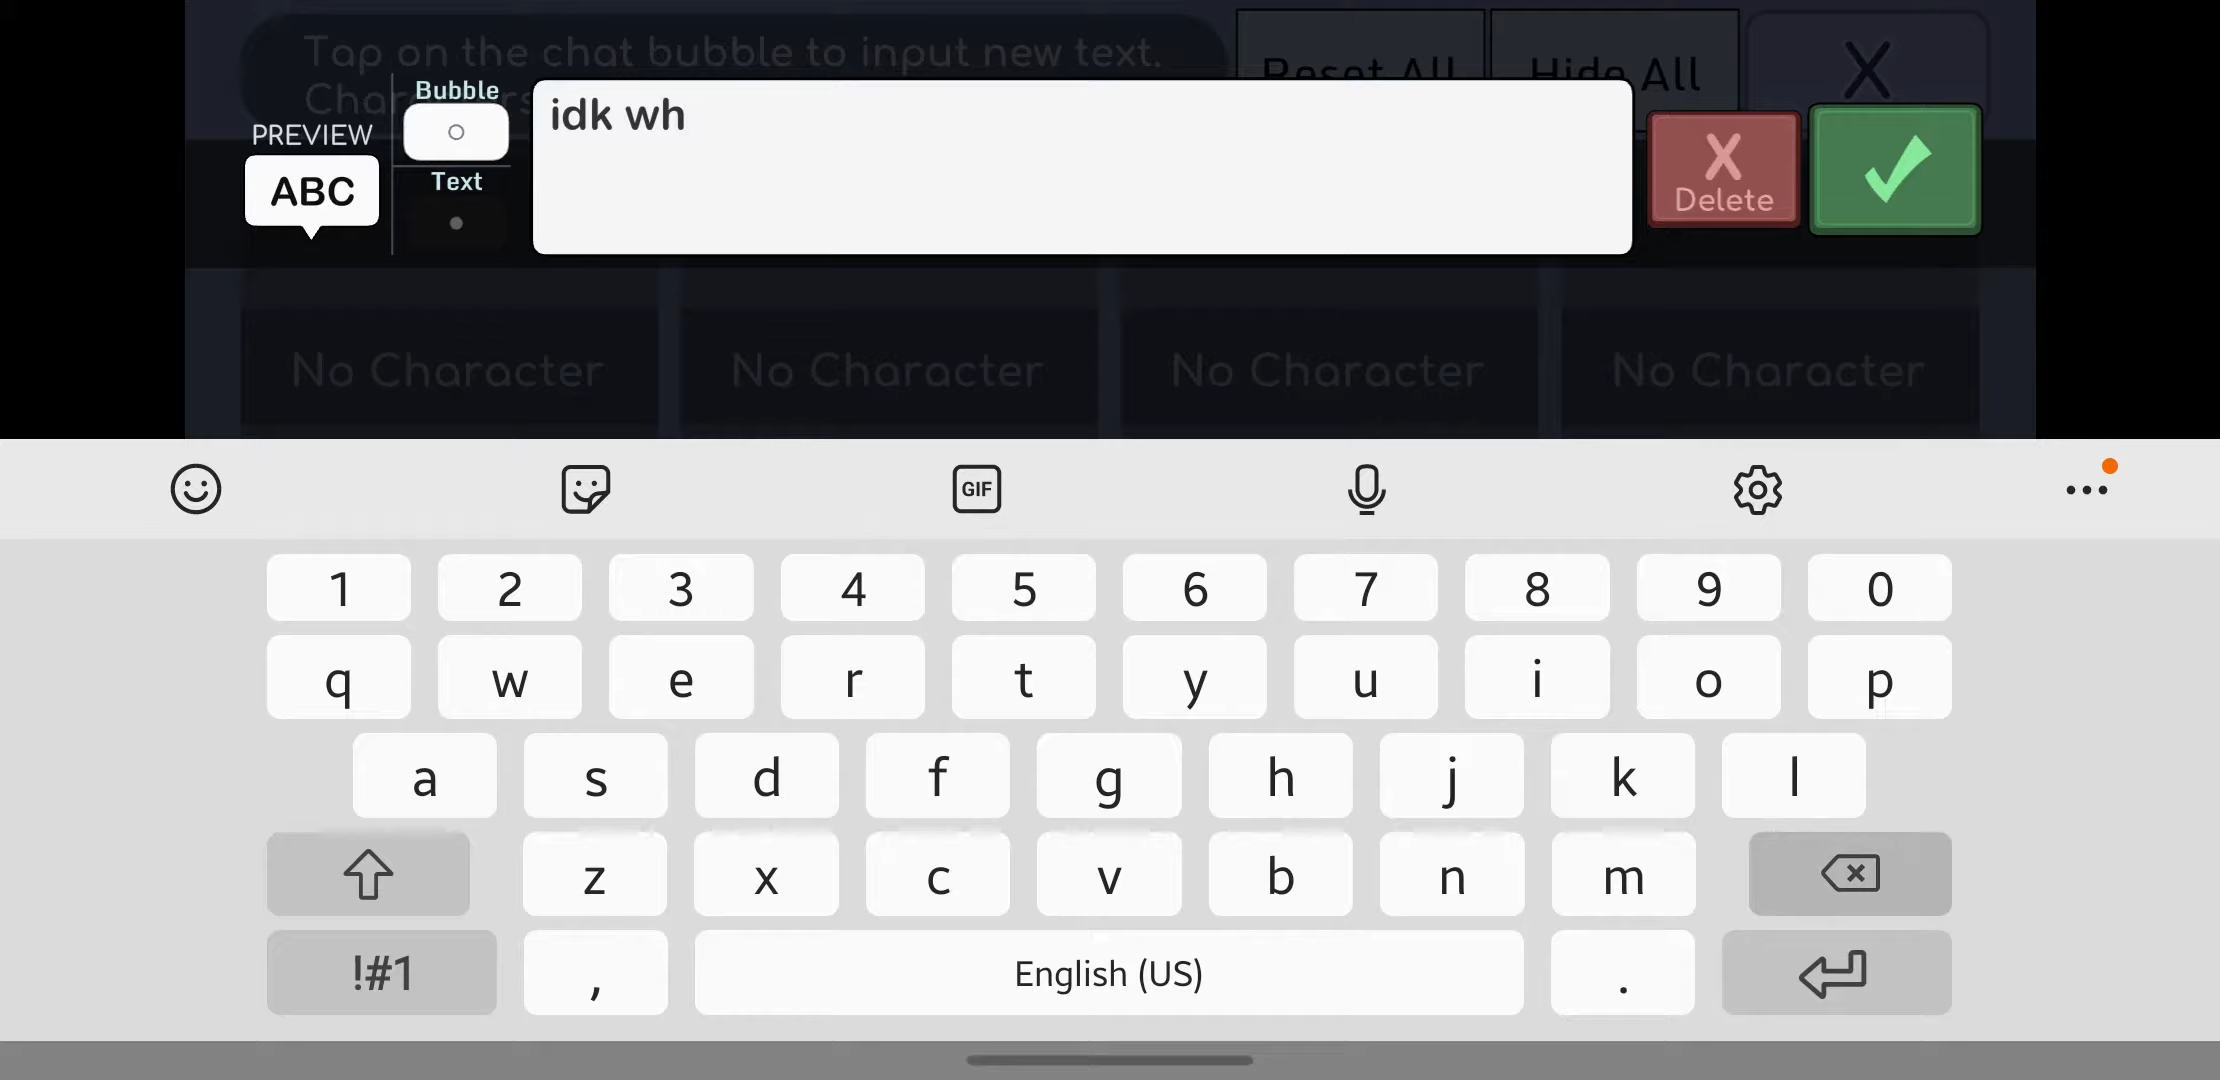 Tap on the chat bubble to input new text.
Reset All
Hide All
X
Characters
Bubble
PREVIEW
ABC
Text
idk wh
X
Delete
No Character
No Character
No Character
No Character
GIF
1 2 3 4 5 6 7 8 9 0
q w e r t y u i o p
a s d f g h j k l
z x c v b n m
!#1 , English (US) .